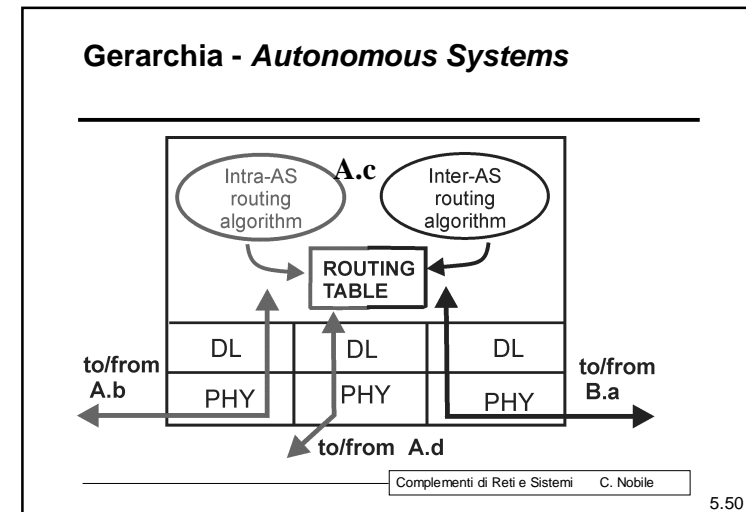 Gerarchia - Autonomous Systems
A.c
Intra-AS
routing
algorithm
Inter-AS
routing
algorithm
ROUTING
TABLE
DL
DL
DL
to/from
A.b
PHY
PHY
PHY
to/from
B.a
to/from A.d
Complementi di Reti e Sistemi C. Nobile
5.50